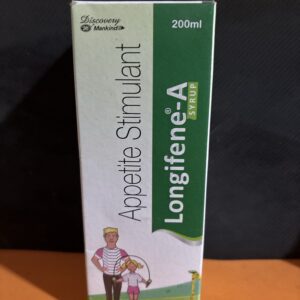 Discovery
Mankind
200ml
Appetite Stimulant
Longifene®-A
SYRUP